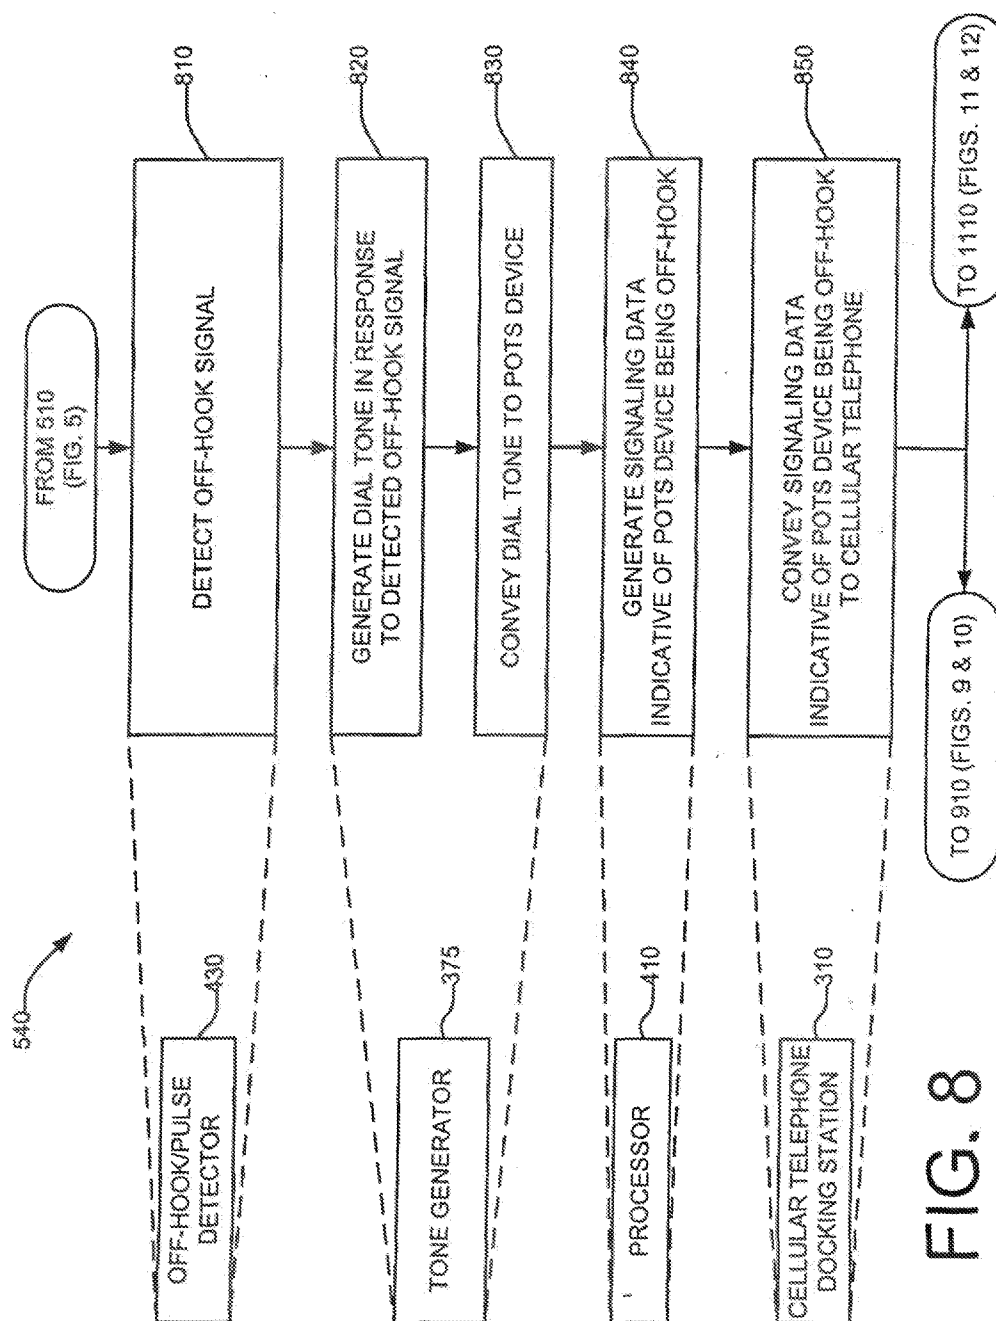 540
FROM 510
(FIG. 5)
OFF-HOOK/PULSE
DETECTOR
430
DETECT OFF-HOOK SIGNAL
810
TONE GENERATOR
375
GENERATE DIAL TONE IN RESPONSE
TO DETECTED OFF-HOOK SIGNAL
820
CONVEY DIAL TONE TO POTS DEVICE
830
PROCESSOR
410
GENERATE SIGNALING DATA
INDICATIVE OF POTS DEVICE BEING OFF-HOOK
840
CELLULAR TELEPHONE
DOCKING STATION
310
CONVEY SIGNALING DATA
INDICATIVE OF POTS DEVICE BEING OFF-HOOK
TO CELLULAR TELEPHONE
850
TO 910 (FIGS. 9 & 10)
TO 1110 (FIGS. 11 & 12)
FIG. 8